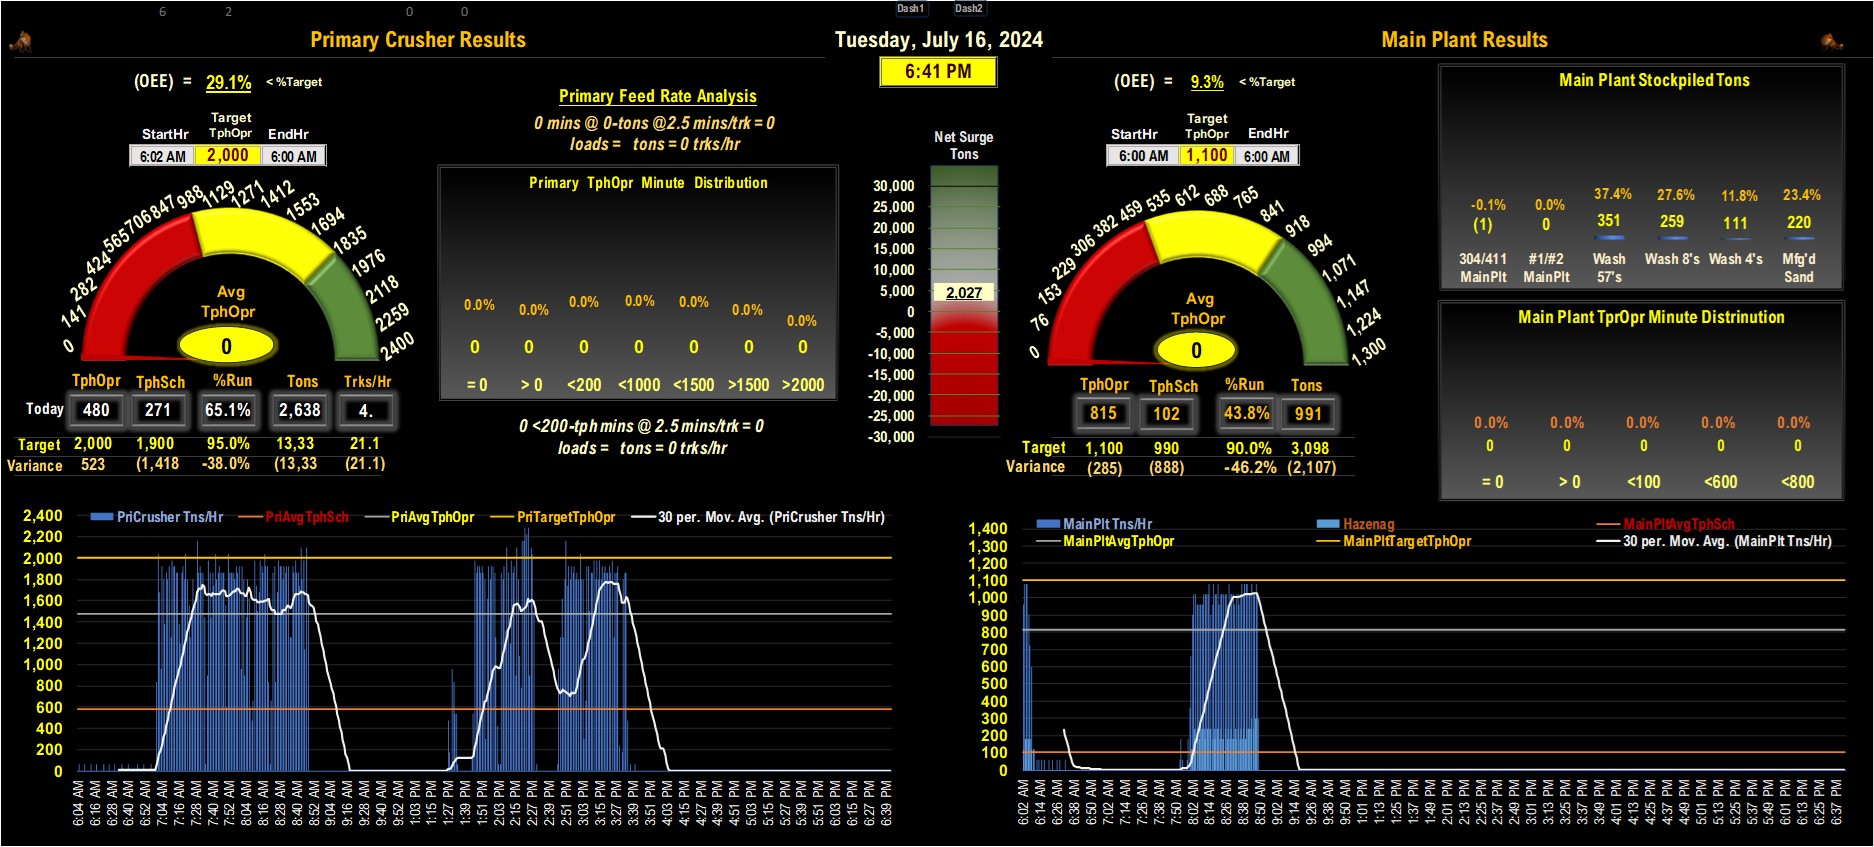 6 2 0 0 Dash1 Dash2
Primary Crusher Results
Tuesday, July 16, 2024
Main Plant Results
6:41 PM
(OEE) = 29.1% < %Target
Target
StartHr TphOpr EndHr
6:02 AM 2,000 6:00 AM
0 141 282 424 565 706 847 988 1129 1271 1412 1553 1694 1835 1976 2118 2259 2400
Avg
TphOpr
0
TphOpr TphSch %Run Tons Trks/Hr
Today 480 271 65.1% 2,638 4.
Target 2,000 1,900 95.0% 13,33 21.1
Variance 523 (1,418 -38.0% (13,33 (21.1)
Primary Feed Rate Analysis
0 mins @ 0-tons @2.5 mins/trk = 0
loads = tons = 0 trks/hr
Primary TphOpr Minute Distribution
0.0% 0.0% 0.0% 0.0% 0.0% 0.0% 0.0%
0 0 0 0 0 0 0
= 0 > 0 <200 <1000 <1500 >1500 >2000
0 <200-tph mins @ 2.5 mins/trk = 0
loads = tons = 0 trks/hr
Net Surge
Tons
30,000
25,000
20,000
15,000
10,000
5,000
2,027
0
-5,000
-10,000
-15,000
-20,000
-25,000
-30,000
(OEE) = 9.3% < %Target
Target
StartHr TphOpr EndHr
6:00 AM 1,100 6:00 AM
0 76 153 229 306 382 459 535 612 688 765 841 918 994 1,071 1,147 1,224 1,300
Avg
TphOpr
0
TphOpr TphSch %Run Tons
815 102 43.8% 991
Target 1,100 990 90.0% 3,098
Variance (285) (888) -46.2% (2,107)
Main Plant Stockpiled Tons
-0.1% 0.0% 37.4% 27.6% 11.8% 23.4%
(1) 0 351 259 111 220
304/411 #1/#2 Wash Wash 8's Wash 4's Mfg'd
MainPlt MainPlt 57's Sand
Main Plant TprOpr Minute Distrinution
0.0% 0.0% 0.0% 0.0% 0.0%
0 0 0 0 0
= 0 > 0 <100 <600 <800
PriCrusher Tns/Hr PriAvgTphSch PriAvgTphOpr PriTargetTphOpr 30 per. Mov. Avg. (PriCrusher Tns/Hr)
2,400
2,200
2,000
1,800
1,600
1,400
1,200
1,000
800
600
400
200
0
6:04 AM 6:16 AM 6:28 AM 6:40 AM 6:52 AM 7:04 AM 7:16 AM 7:28 AM 7:40 AM 7:52 AM 8:04 AM 8:16 AM 8:28 AM 8:40 AM 8:52 AM 9:04 AM 9:16 AM 9:28 AM 9:40 AM 9:52 AM 1:03 PM 1:15 PM 1:27 PM 1:39 PM 1:51 PM 2:03 PM 2:15 PM 2:27 PM 2:39 PM 2:51 PM 3:03 PM 3:15 PM 3:27 PM 3:39 PM 3:51 PM 4:03 PM 4:15 PM 4:27 PM 4:39 PM 4:51 PM 5:03 PM 5:15 PM 5:27 PM 5:39 PM 5:51 PM 6:03 PM 6:15 PM 6:27 PM 6:39 PM
MainPlt Tns/Hr Hazenag MainPltAvgTphSch
MainPltAvgTphOpr MainPltTargetTphOpr 30 per. Mov. Avg. (MainPlt Tns/Hr)
1,400
1,300
1,200
1,100
1,000
900
800
700
600
500
400
300
200
100
0
6:02 AM 6:14 AM 6:26 AM 6:38 AM 6:50 AM 7:02 AM 7:14 AM 7:26 AM 7:38 AM 7:50 AM 8:02 AM 8:14 AM 8:26 AM 8:38 AM 8:50 AM 9:02 AM 9:14 AM 9:26 AM 9:38 AM 9:50 AM 1:01 PM 1:13 PM 1:25 PM 1:37 PM 1:49 PM 2:01 PM 2:13 PM 2:25 PM 2:37 PM 2:49 PM 3:01 PM 3:13 PM 3:25 PM 3:37 PM 3:49 PM 4:01 PM 4:13 PM 4:25 PM 4:37 PM 4:49 PM 5:01 PM 5:13 PM 5:25 PM 5:37 PM 5:49 PM 6:01 PM 6:13 PM 6:25 PM 6:37 PM